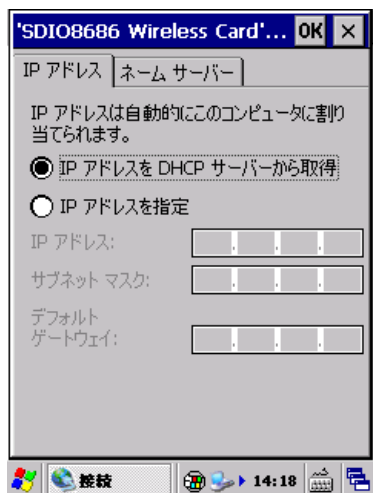 'SDIO8686 Wireless Card'... OK ×
IP アドレス ネーム サーバー
IP アドレスは自動的にこのコンピュータに割り
当てられます。
IP アドレスを DHCP サーバーから取得
IP アドレスを指定
IP アドレス:
サブネット マスク:
デフォルト
ゲートウェイ:
接続 14:18